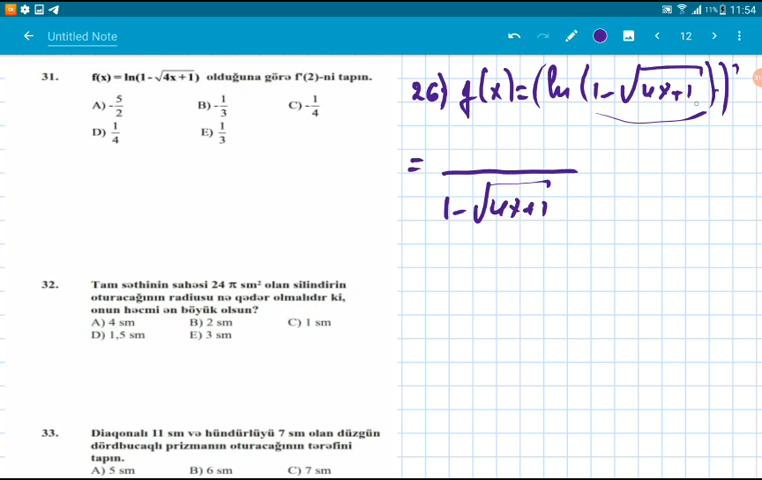 11% 11:54
Untitled Note
12
31. f(x) = ln(1-√4x+1) olduğuna görə f'(2)-ni tapın.
A) -5/2 B) -1/3 C) -1/4
D) 1/4 E) 1/3
32. Tam səthinin sahəsi 24 π sm² olan silindirin
oturacağının radiusu nə qədər olmalıdır ki,
onun həcmi ən böyük olsun?
A) 4 sm B) 2 sm C) 1 sm
D) 1,5 sm E) 3 sm
33. Diaqonalı 11 sm və hündürlüyü 7 sm olan düzgün
dördbucaqlı prizmanın oturacağının tərəfini
tapın.
A) 5 sm B) 6 sm C) 7 sm
26) f(x)=(ln(1-√4x+1))'
= 
1-√4x+1